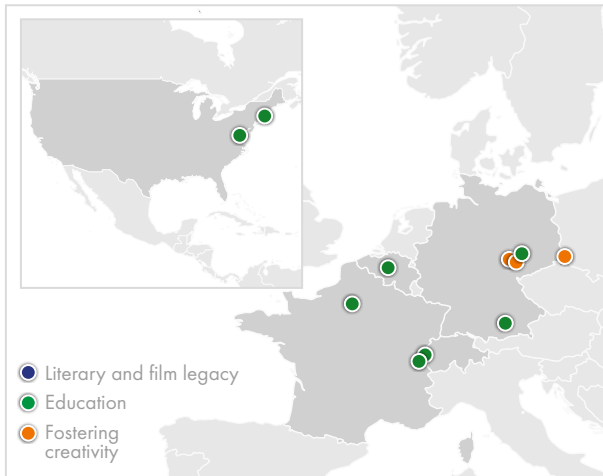 Literary and film legacy
Education
Fostering
creativity